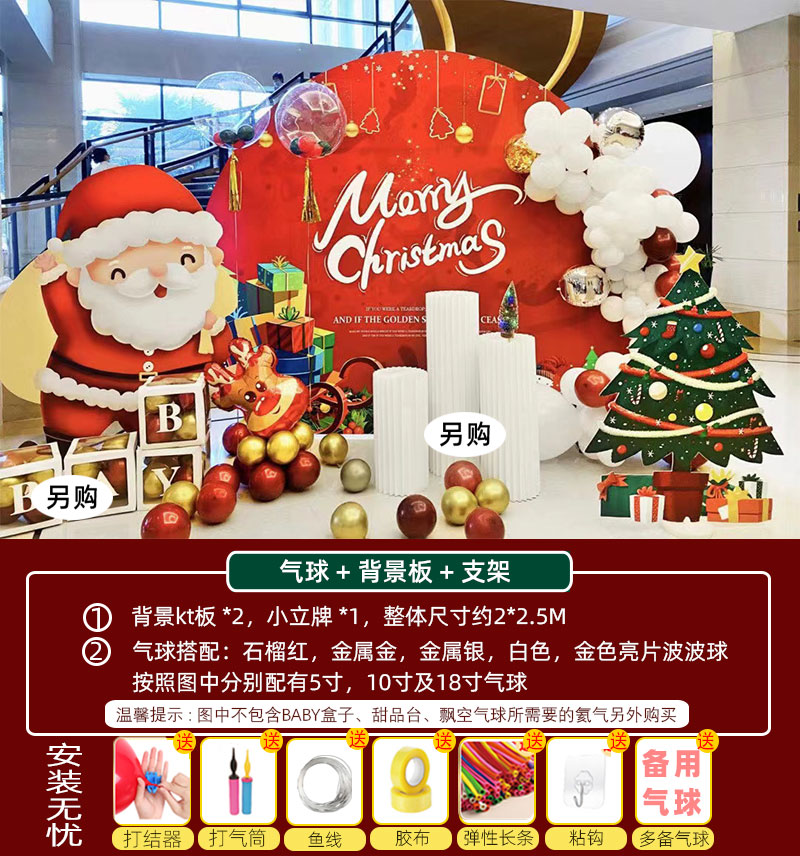 Merry
Christmas
IF YOU WERE A TEARDROP
AND IF THE GOLDEN S
CEAS
B
B
A
Y
另购
另购
气球 + 背景板 + 支架
① 背景kt板 *2，小立牌 *1，整体尺寸约2*2.5M
② 气球搭配：石榴红，金属金，金属银，白色，金色亮片波波球
按照图中分别配有5寸，10寸及18寸气球
温馨提示 : 图中不包含BABY盒子、甜品台、飘空气球所需要的氦气另外购买
安装无忧
送 送 送 送 送 送 送
备用
气球
打结器 打气筒 鱼线 胶布 弹性长条 粘钩 多备气球